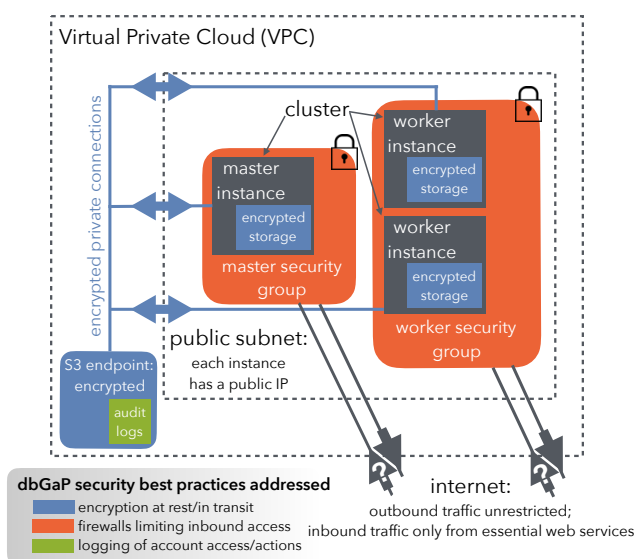 Virtual Private Cloud (VPC)
encrypted private connections
cluster
master
instance
encrypted
storage
master security
group
worker
instance
encrypted
storage
worker
instance
encrypted
storage
worker security
group
public subnet:
each instance
has a public IP
S3 endpoint:
encrypted
audit
logs
?
?
internet:
outbound traffic unrestricted;
inbound traffic only from essential web services
dbGaP security best practices addressed
encryption at rest/in transit
firewalls limiting inbound access
logging of account access/actions